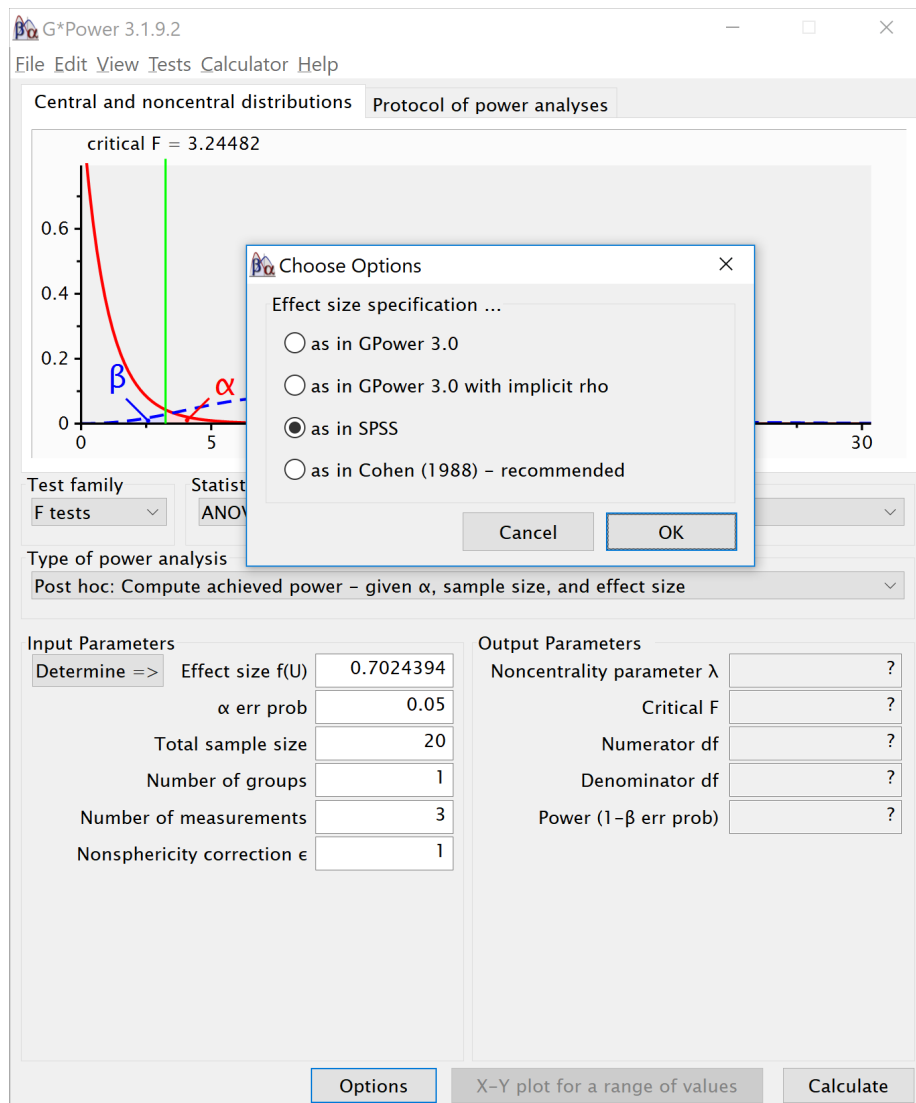 βα G*Power 3.1.9.2
File Edit View Tests Calculator Help
Central and noncentral distributions Protocol of power analyses
critical F = 3.24482
0.6
0.4
0.2
0
β
α
0 5 30
βα Choose Options
Effect size specification ...
as in GPower 3.0
as in GPower 3.0 with implicit rho
as in SPSS
as in Cohen (1988) – recommended
Cancel OK
Test family Statist
F tests ANOV
Type of power analysis
Post hoc: Compute achieved power – given α, sample size, and effect size
Input Parameters Output Parameters
Determine => Effect size f(U) 0.7024394 Noncentrality parameter λ ?
α err prob 0.05 Critical F ?
Total sample size 20 Numerator df ?
Number of groups 1 Denominator df ?
Number of measurements 3 Power (1–β err prob) ?
Nonsphericity correction ϵ 1
Options X–Y plot for a range of values Calculate